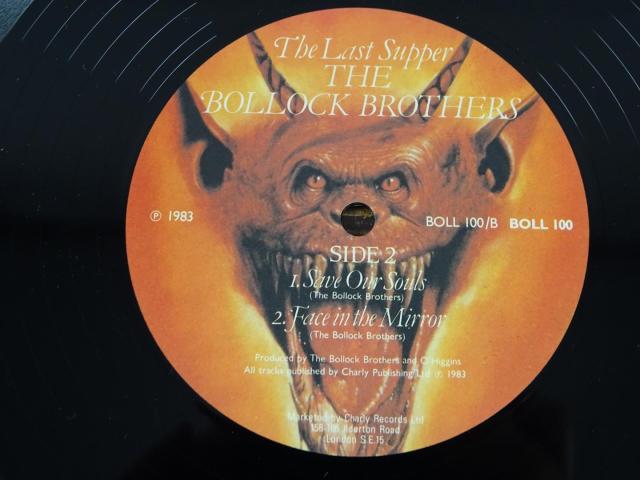 The Last Supper
THE
BOLLOCK BROTHERS
℗ 1983
BOLL 100/B BOLL 100
SIDE 2
1. Save Our Souls
(The Bollock Brothers)
2. Face in the Mirror
(The Bollock Brothers)
Produced by The Bollock Brothers and O'Higgins
All tracks published by Charly Publishing Ltd ℗ 1983
Marketed by Charly Records Ltd
Ilderton Road
London S.E.15